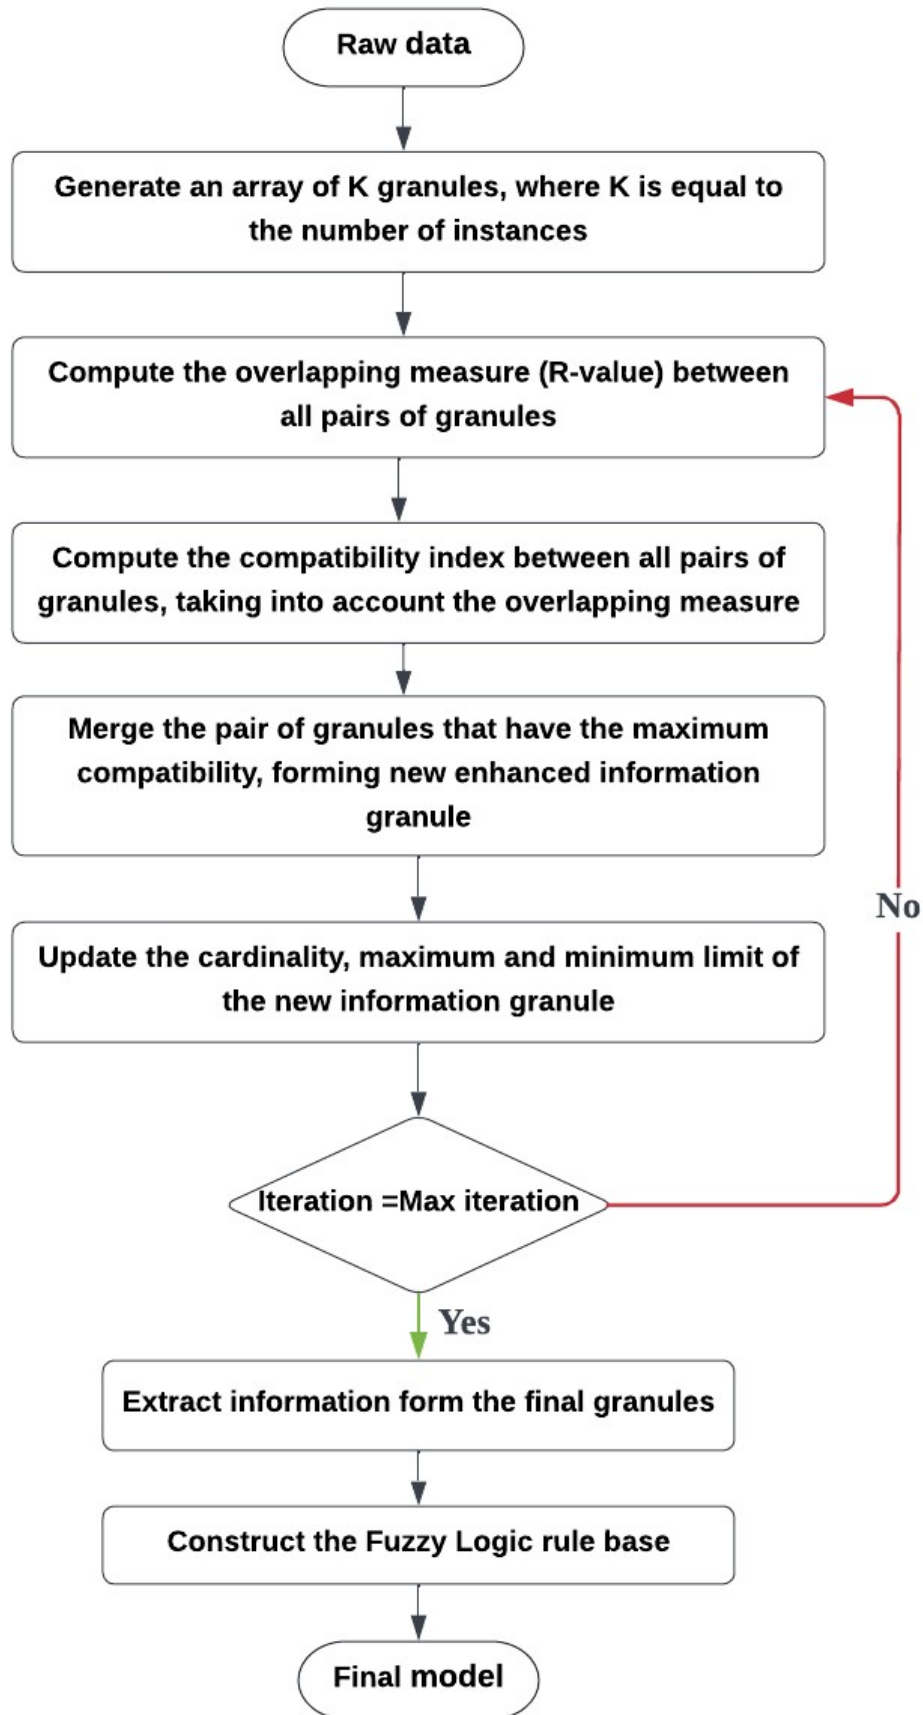 Raw data
Generate an array of K granules, where K is equal to
the number of instances
Compute the overlapping measure (R-value) between
all pairs of granules
Compute the compatibility index between all pairs of
granules, taking into account the overlapping measure
Merge the pair of granules that have the maximum
compatibility, forming new enhanced information
granule
No
Update the cardinality, maximum and minimum limit of
the new information granule
Iteration =Max iteration
Yes
Extract information form the final granules
Construct the Fuzzy Logic rule base
Final model